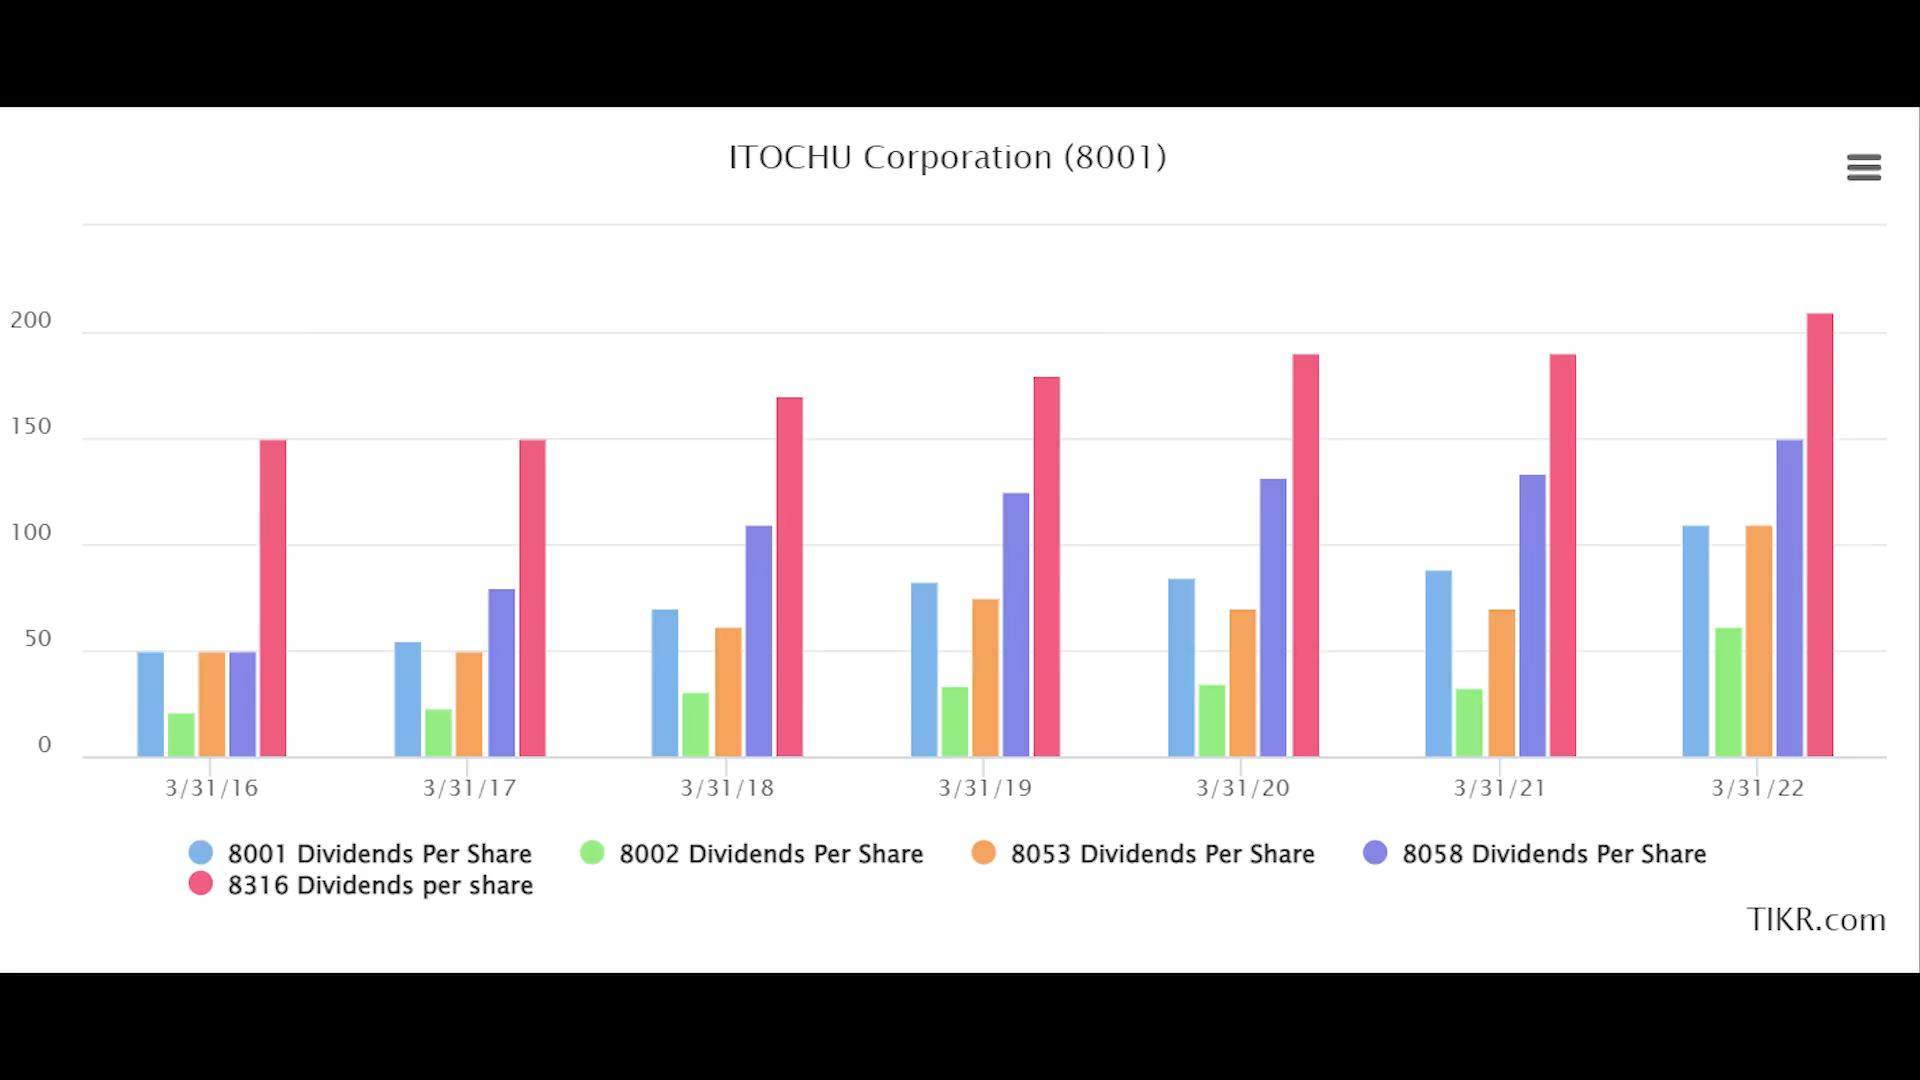 ITOCHU Corporation (8001)
200
150
100
50
0
3/31/16 3/31/17 3/31/18 3/31/19 3/31/20 3/31/21 3/31/22
8001 Dividends Per Share 8002 Dividends Per Share 8053 Dividends Per Share 8058 Dividends Per Share
8316 Dividends per share
TIKR.com